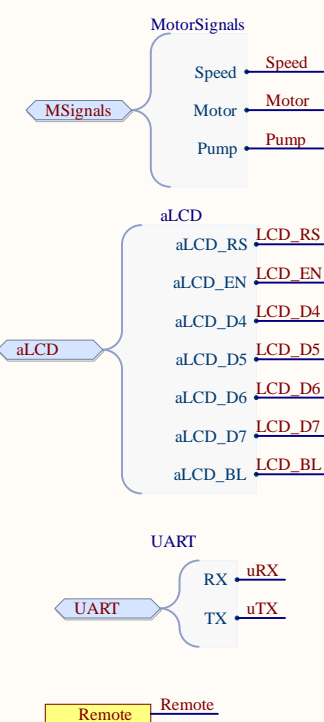 MotorSignals
Speed Speed
MSignals Motor Motor
Pump Pump
aLCD
aLCD_RS LCD_RS
aLCD_EN LCD_EN
aLCD_D4 LCD_D4
aLCD aLCD_D5 LCD_D5
aLCD_D6 LCD_D6
aLCD_D7 LCD_D7
aLCD_BL LCD_BL
UART
RX uRX
UART TX uTX
Remote Remote